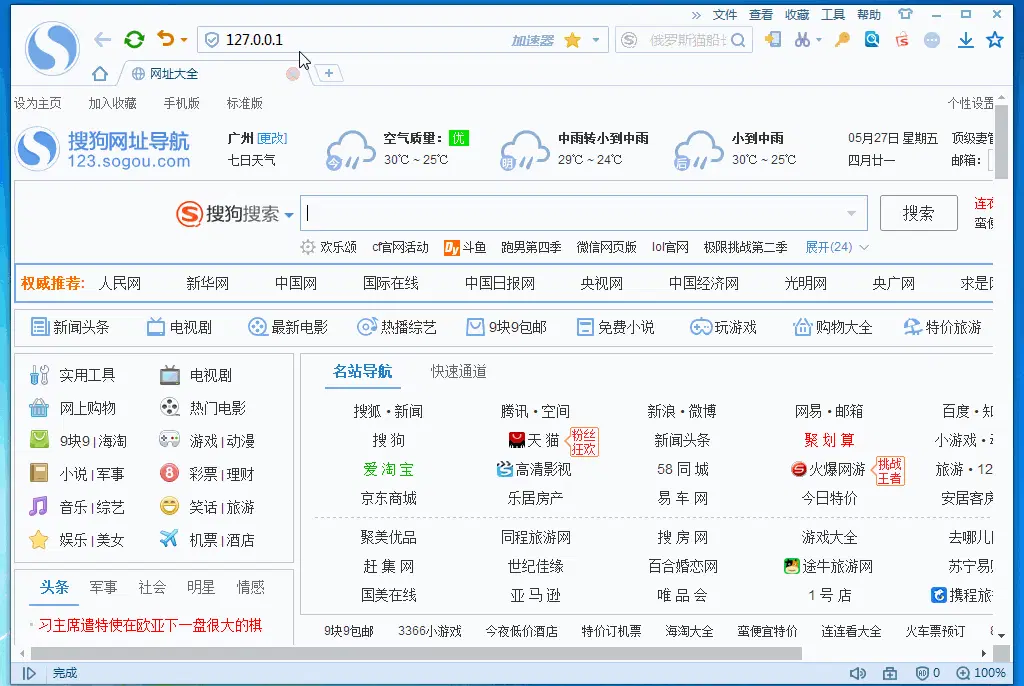 » 文件 查看 收藏 工具 帮助
127.0.0.1 加速器 俄罗斯猫船长
网址大全
设为主页 加入收藏 手机版 标准版 个性设置
搜狗网址导航 广州 [更改] 空气质量: 优 中雨转小到中雨 小到中雨 05月27日 星期五 顶级妻管
123.sogou.com 七日天气 今 30℃ ~ 25℃ 明 29℃ ~ 24℃ 后 30℃ ~ 25℃ 四月廿一 邮箱:
搜狗搜索 搜索
欢乐颂 cf官网活动 Dy 斗鱼 跑男第四季 微信网页版 lol官网 极限挑战第二季 展开(24)
权威推荐: 人民网 新华网 中国网 国际在线 中国日报网 央视网 中国经济网 光明网 央广网 求是
新闻头条 电视剧 最新电影 热播综艺 9块9包邮 免费小说 玩游戏 购物大全 特价旅游
实用工具 电视剧
网上购物 热门电影
9块9 | 海淘 游戏 | 动漫
小说 | 军事 8 彩票 | 理财
音乐 | 综艺 笑话 | 旅游
娱乐 | 美女 机票 | 酒店
名站导航 快速通道
搜狐 • 新闻 腾讯 • 空间 新浪 • 微博 网易 • 邮箱 百度 • 知
搜 狗 天 猫 粉丝狂欢 新闻头条 聚 划 算 小游戏 •
爱 淘 宝 高清影视 58 同 城 火爆网游 挑战王者 旅游 • 12
京东商城 乐居房产 易 车 网 今日特价 安居客房
聚美优品 同程旅游网 搜 房 网 游戏大全 去哪儿
赶 集 网 世纪佳缘 百合婚恋网 途牛旅游网 苏宁易
国美在线 亚 马 逊 唯 品 会 1 号 店 携程旅
头条 军事 社会 明星 情感
习主席遣特使在欧亚下一盘很大的棋
9块9包邮 3366小游戏 今夜低价酒店 特价订机票 海淘大全 蛮便宜特价 连连看大全 火车票预订
完成 AD 0 100%